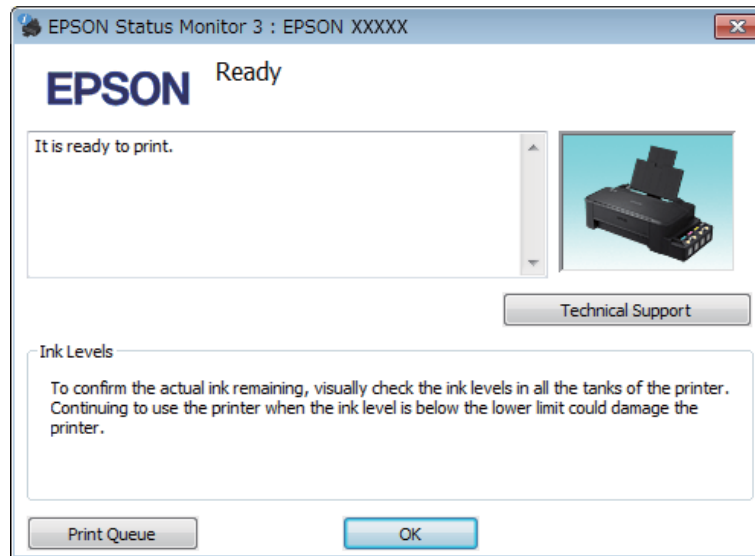 EPSON Status Monitor 3 : EPSON XXXXX
EPSON
Ready
It is ready to print.
Technical Support
Ink Levels
To confirm the actual ink remaining, visually check the ink levels in all the tanks of the printer.
Continuing to use the printer when the ink level is below the lower limit could damage the
printer.
Print Queue
OK